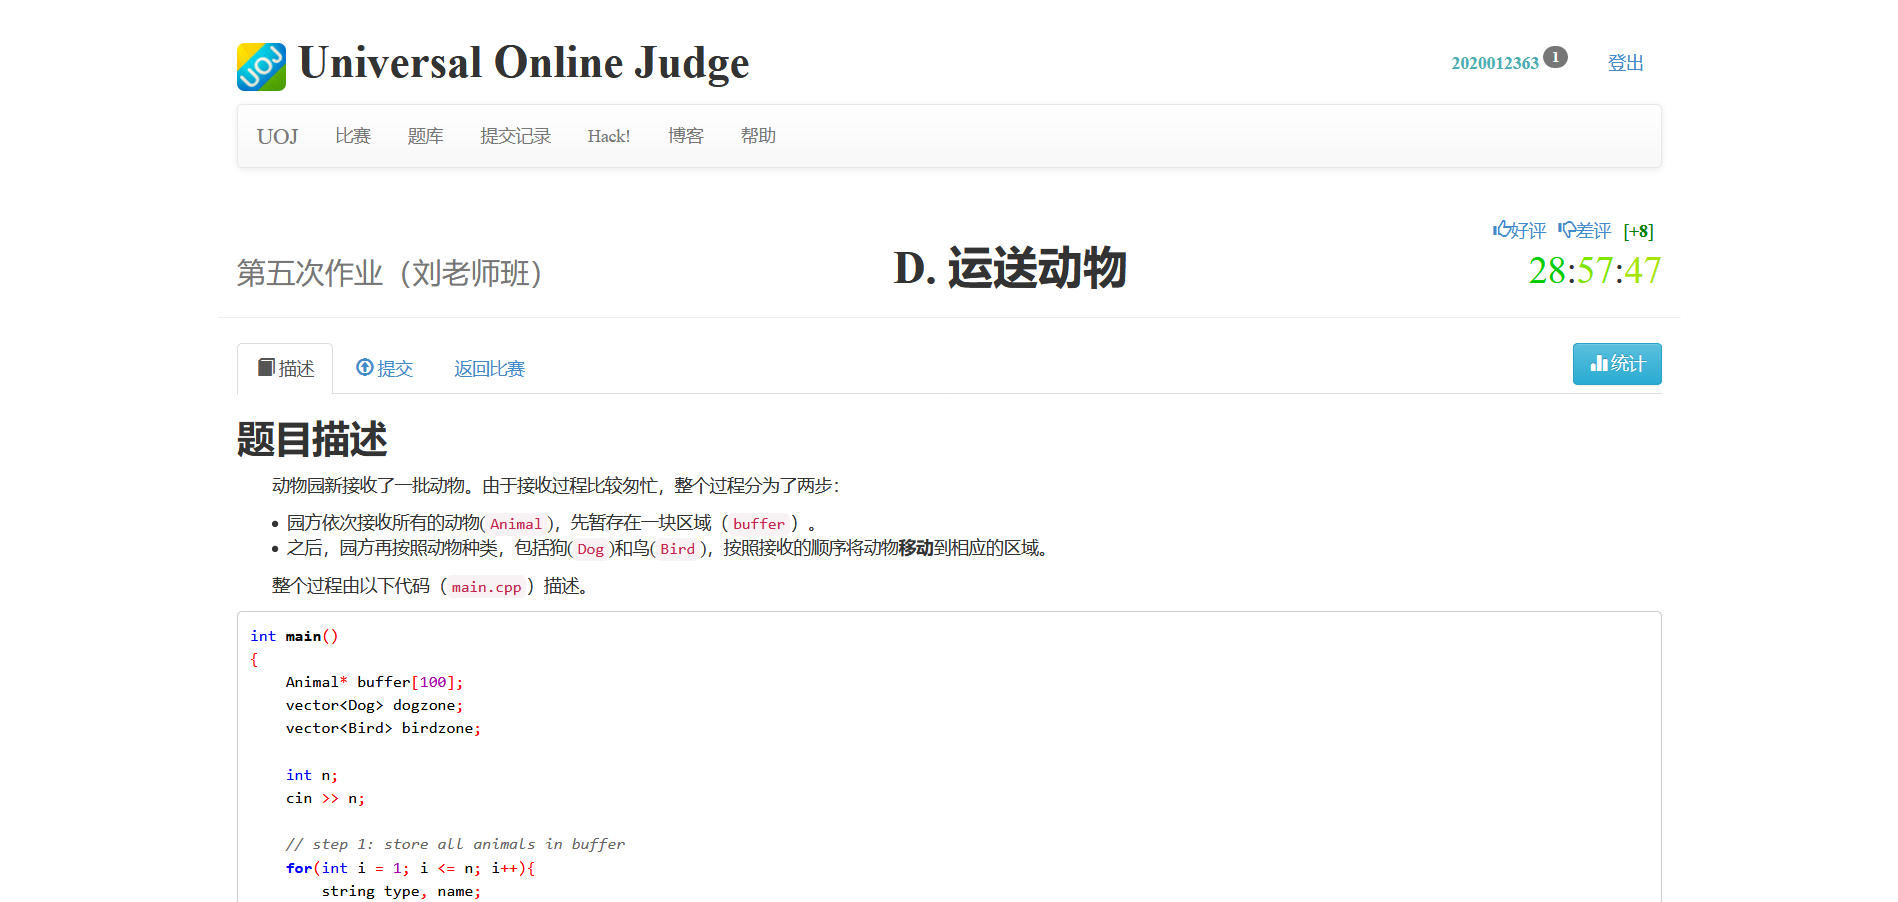 UOJ Universal Online Judge
2020012363 1 登出
UOJ 比赛 题库 提交记录 Hack! 博客 帮助
好评 差评 [+8]
第五次作业（刘老师班） D. 运送动物 28:57:47
描述 提交 返回比赛 统计
题目描述
动物园新接收了一批动物。由于接收过程比较匆忙，整个过程分为了两步：
• 园方依次接收所有的动物(Animal)，先暂存在一块区域（buffer）。
• 之后，园方再按照动物种类，包括狗(Dog)和鸟(Bird)，按照接收的顺序将动物移动到相应的区域。
整个过程由以下代码（main.cpp）描述。
int main()
{
    Animal* buffer[100];
    vector<Dog> dogzone;
    vector<Bird> birdzone;
    int n;
    cin >> n;
    // step 1: store all animals in buffer
    for(int i = 1; i <= n; i++){
        string type, name;